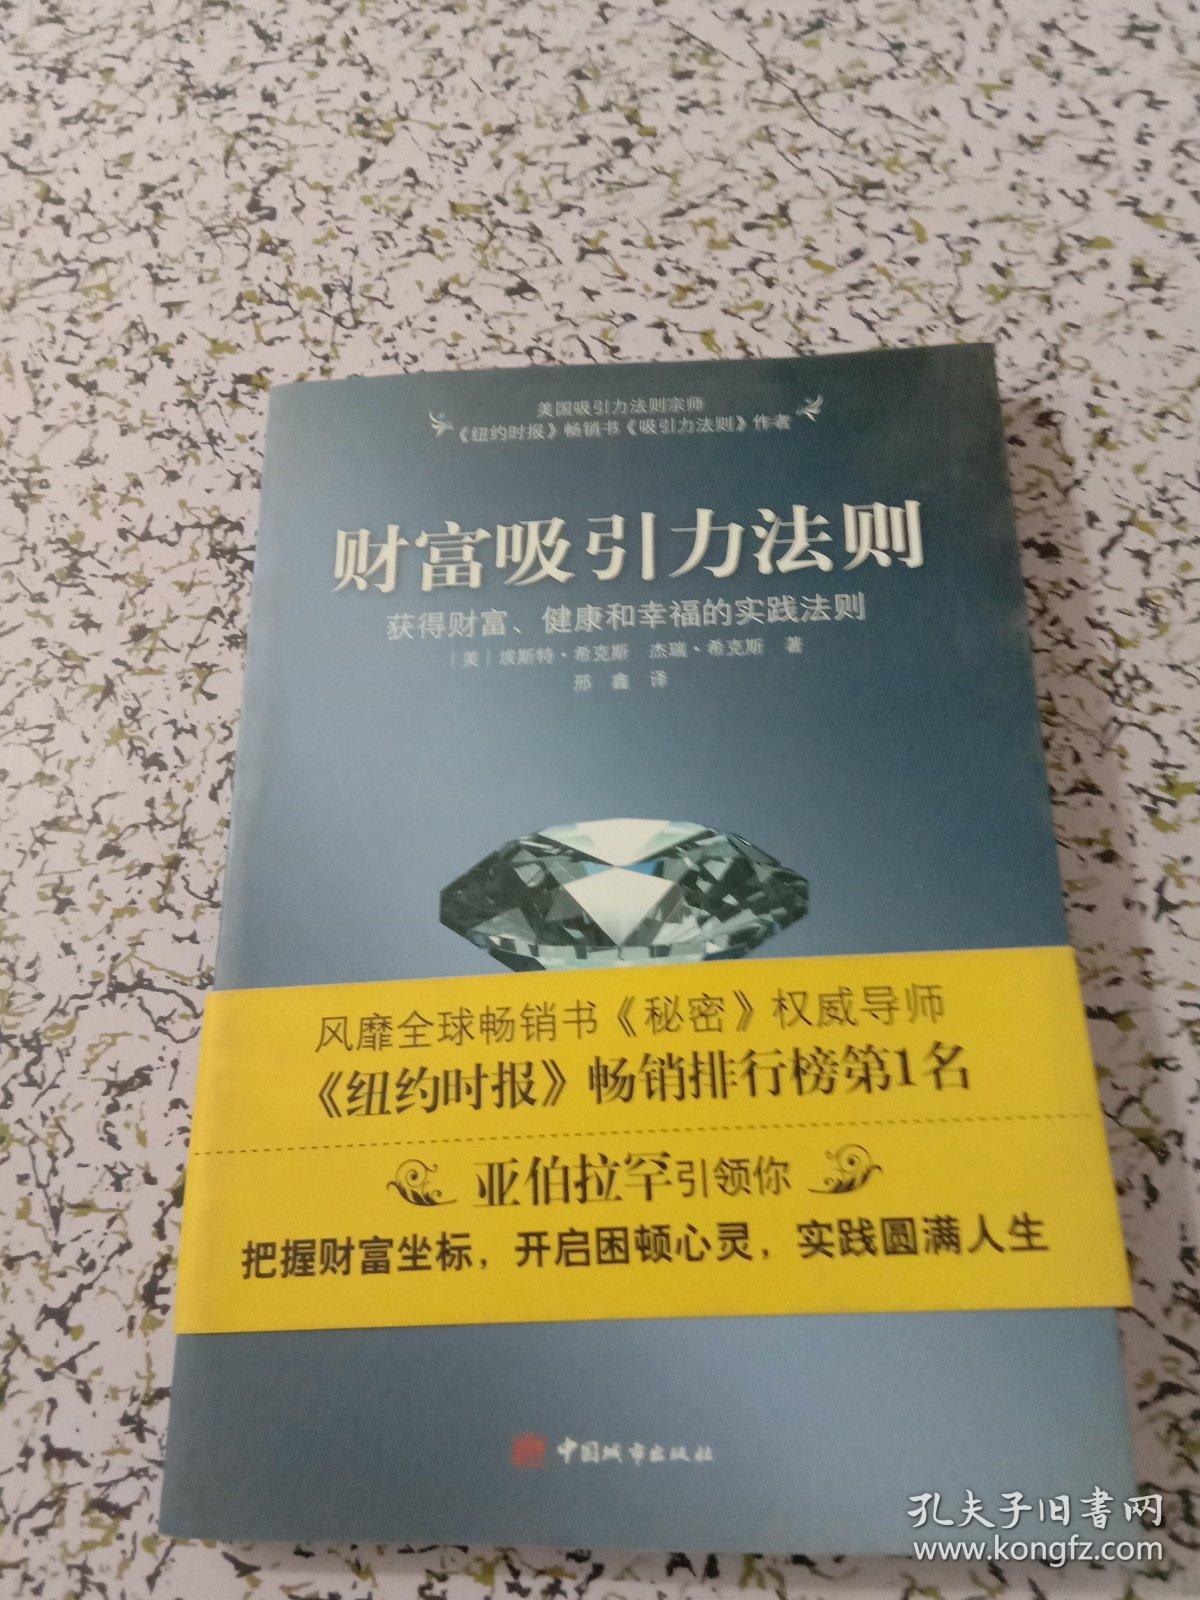 美国吸引力法则宗师
《纽约时报》畅销书《吸引力法则》作者
财富吸引力法则
获得财富、健康和幸福的实践法则
[美] 埃斯特·希克斯 杰瑞·希克斯 著
邢鑫 译
风靡全球畅销书《秘密》权威导师
《纽约时报》畅销排行榜第1名
亚伯拉罕引领你
把握财富坐标，开启困顿心灵，实践圆满人生
中国城市出版社
孔夫子旧书网
www.kongfz.com